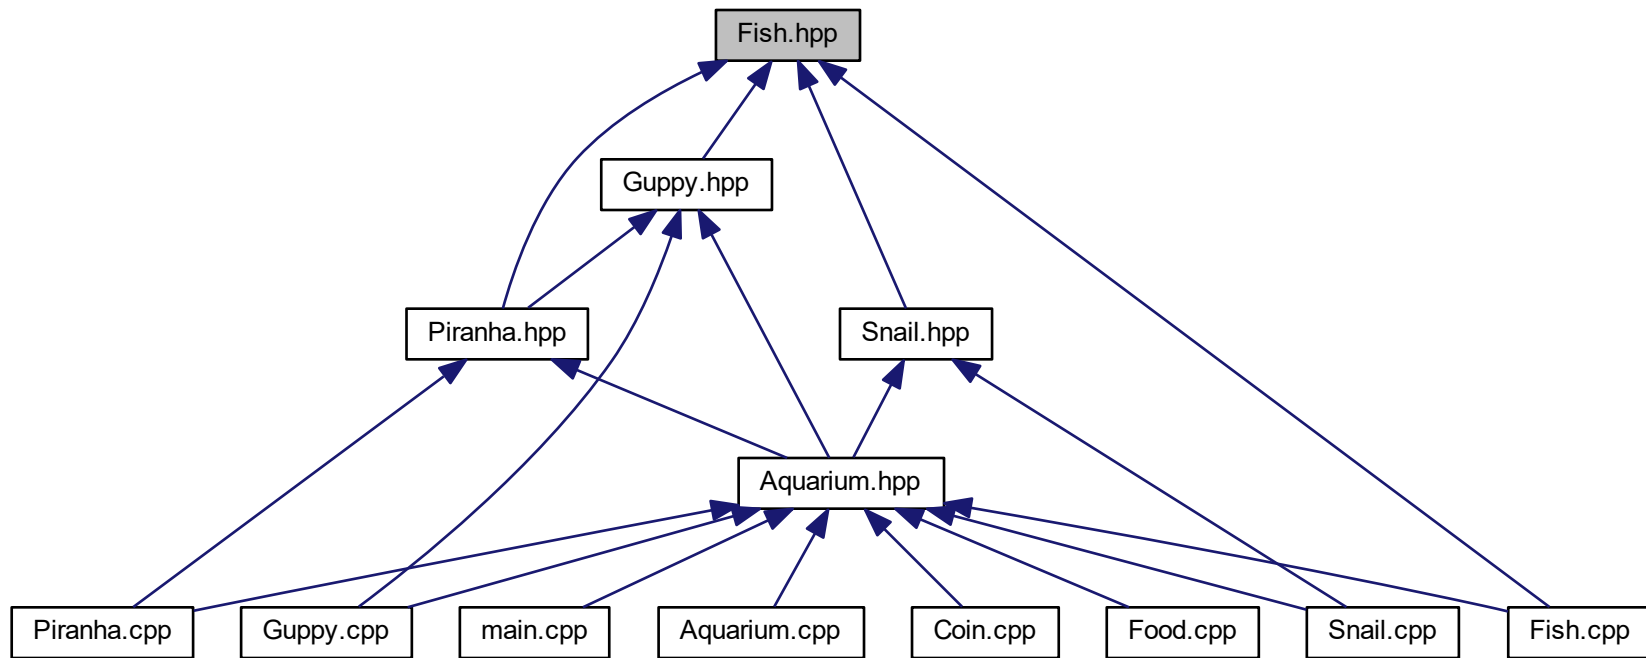 Fish.hpp
Guppy.hpp
Piranha.hpp
Snail.hpp
Aquarium.hpp
Piranha.cpp
Guppy.cpp
main.cpp
Aquarium.cpp
Coin.cpp
Food.cpp
Snail.cpp
Fish.cpp